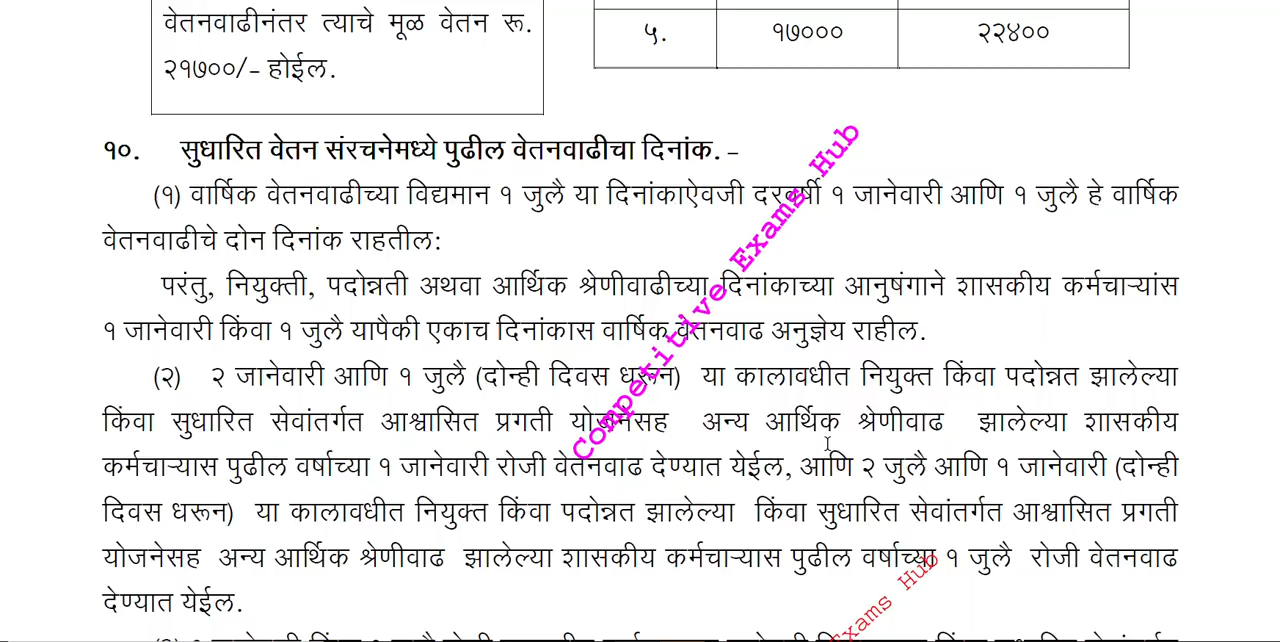 वेतनवाढीनंतर त्याचे मूळ वेतन रू.
२१७००/- होईल.
५. १७००० २२४००
१०. सुधारित वेतन संरचनेमध्ये पुढील वेतनवाढीचा दिनांक. –
(१) वार्षिक वेतनवाढीच्या विद्यमान १ जुलै या दिनांकाऐवजी दरवर्षी १ जानेवारी आणि १ जुलै हे वार्षिक
वेतनवाढीचे दोन दिनांक राहतील:
परंतु, नियुक्ती, पदोन्नती अथवा आर्थिक श्रेणीवाढीच्या दिनांकाच्या आनुषंगाने शासकीय कर्मचाऱ्यांस
१ जानेवारी किंवा १ जुलै यापैकी एकाच दिनांकास वार्षिक वेतनवाढ अनुज्ञेय राहील.
(२) २ जानेवारी आणि १ जुलै (दोन्ही दिवस धरून) या कालावधीत नियुक्त किंवा पदोन्नत झालेल्या
किंवा सुधारित सेवांतर्गत आश्वासित प्रगती योजनेसह अन्य आर्थिक श्रेणीवाढ झालेल्या शासकीय
कर्मचाऱ्यास पुढील वर्षाच्या १ जानेवारी रोजी वेतनवाढ देण्यात येईल, आणि २ जुलै आणि १ जानेवारी (दोन्ही
दिवस धरून) या कालावधीत नियुक्त किंवा पदोन्नत झालेल्या किंवा सुधारित सेवांतर्गत आश्वासित प्रगती
योजनेसह अन्य आर्थिक श्रेणीवाढ झालेल्या शासकीय कर्मचाऱ्यास पुढील वर्षाच्या १ जुलै रोजी वेतनवाढ
देण्यात येईल.
Competitive Exams Hub
Exams Hub